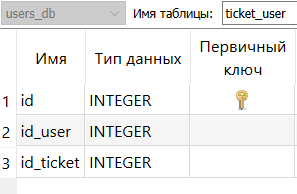 users_db Имя таблицы: ticket_user
Имя Тип данных Первичный ключ
1 id INTEGER
2 id_user INTEGER
3 id_ticket INTEGER